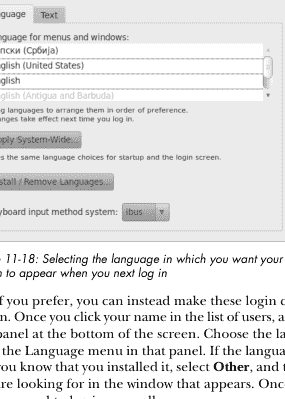 nguage Text
nguage for menus and windows:
пски (Србија)
glish (United States)
glish
glish (Antigua and Barbuda)
g languages to arrange them in order of preference.
anges take effect next time you log in.
pply System-Wide...
es the same language choices for startup and the login screen.
stall / Remove Languages...
yboard input method system: ibus
11-18: Selecting the language in which you want your
n to appear when you next log in
f you prefer, you can instead make these login c
n. Once you click your name in the list of users, a
panel at the bottom of the screen. Choose the la
the Language menu in that panel. If the langua
you know that you installed it, select Other, and t
re looking for in the window that appears. Onc